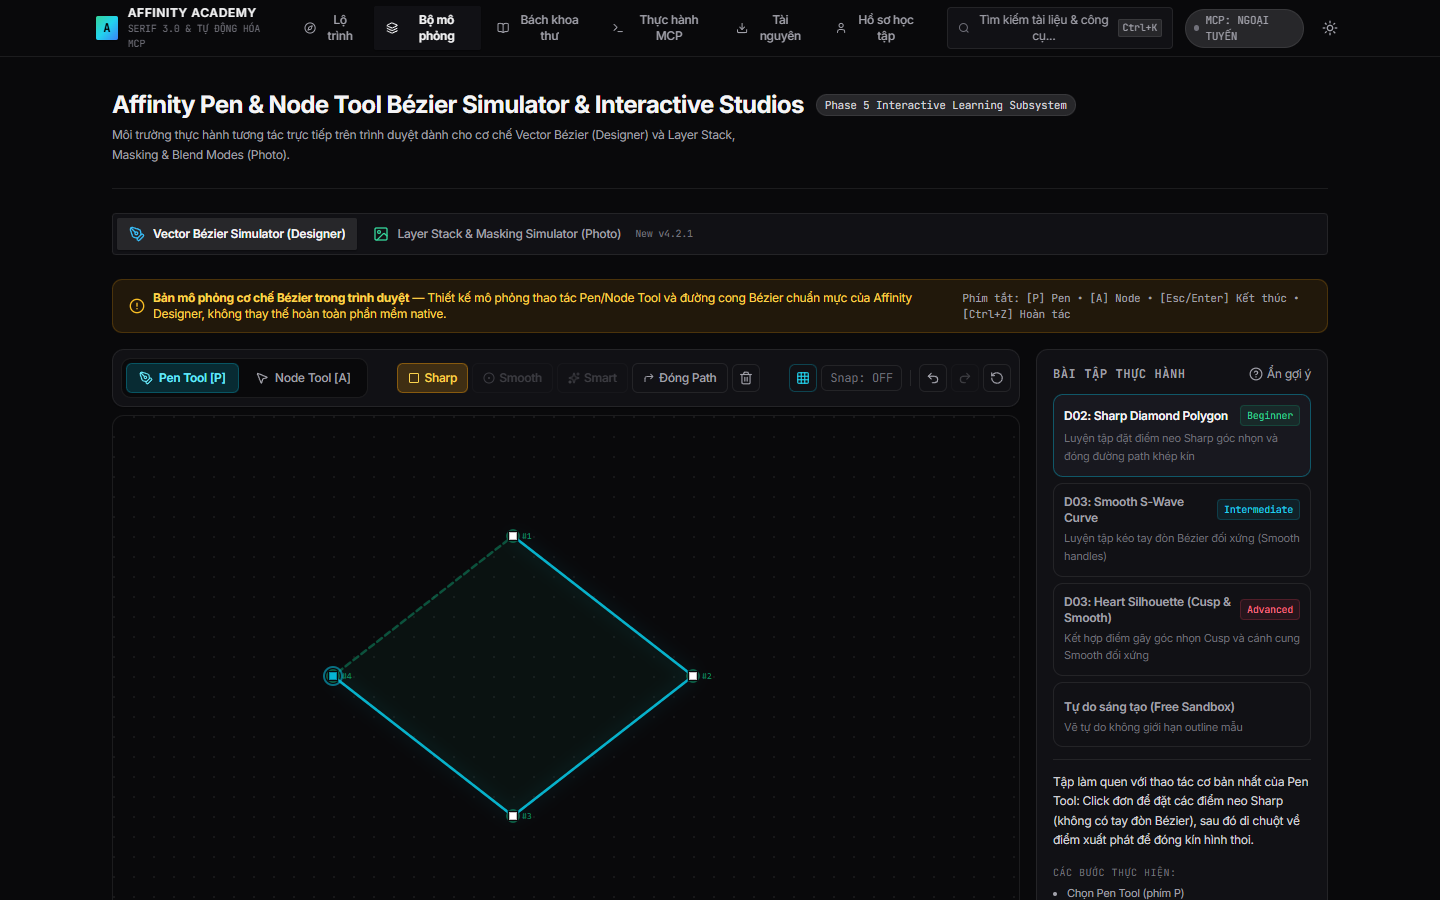 A
AFFINITY ACADEMY
SERIF 3.0 & TỰ ĐỘNG HÓA
MCP
Lộ
trình
Bộ mô
phỏng
Bách khoa
thư
Thực hành
MCP
Tài
nguyên
Hồ sơ học
tập
Tìm kiếm tài liệu & công
cụ...
Ctrl+K
MCP: NGOẠI
TUYẾN
Affinity Pen & Node Tool Bézier Simulator & Interactive Studios
Phase 5 Interactive Learning Subsystem
Môi trường thực hành tương tác trực tiếp trên trình duyệt dành cho cơ chế Vector Bézier (Designer) và Layer Stack,
Masking & Blend Modes (Photo).
Vector Bézier Simulator (Designer)
Layer Stack & Masking Simulator (Photo)
New v4.2.1
Bản mô phỏng cơ chế Bézier trong trình duyệt — Thiết kế mô phỏng thao tác Pen/Node Tool và đường cong Bézier chuẩn mực của Affinity
Designer, không thay thế hoàn toàn phần mềm native.
Phím tắt: [P] Pen • [A] Node • [Esc/Enter] Kết thúc •
[Ctrl+Z] Hoàn tác
Pen Tool [P]
Node Tool [A]
Sharp
Smooth
Smart
Đóng Path
Snap: OFF
#1
#2
#3
#4
BÀI TẬP THỰC HÀNH
Ẩn gợi ý
D02: Sharp Diamond Polygon
Beginner
Luyện tập đặt điểm neo Sharp góc nhọn và
đóng đường path khép kín
D03: Smooth S-Wave
Curve
Intermediate
Luyện tập kéo tay đòn Bézier đối xứng (Smooth
handles)
D03: Heart Silhouette (Cusp &
Smooth)
Advanced
Kết hợp điểm gãy góc nhọn Cusp và cánh cung
Smooth đối xứng
Tự do sáng tạo (Free Sandbox)
Vẽ tự do không giới hạn outline mẫu
Tập làm quen với thao tác cơ bản nhất của Pen
Tool: Click đơn để đặt các điểm neo Sharp
(không có tay đòn Bézier), sau đó di chuột về
điểm xuất phát để đóng kín hình thoi.
CÁC BƯỚC THỰC HIỆN:
• Chọn Pen Tool (phím P)